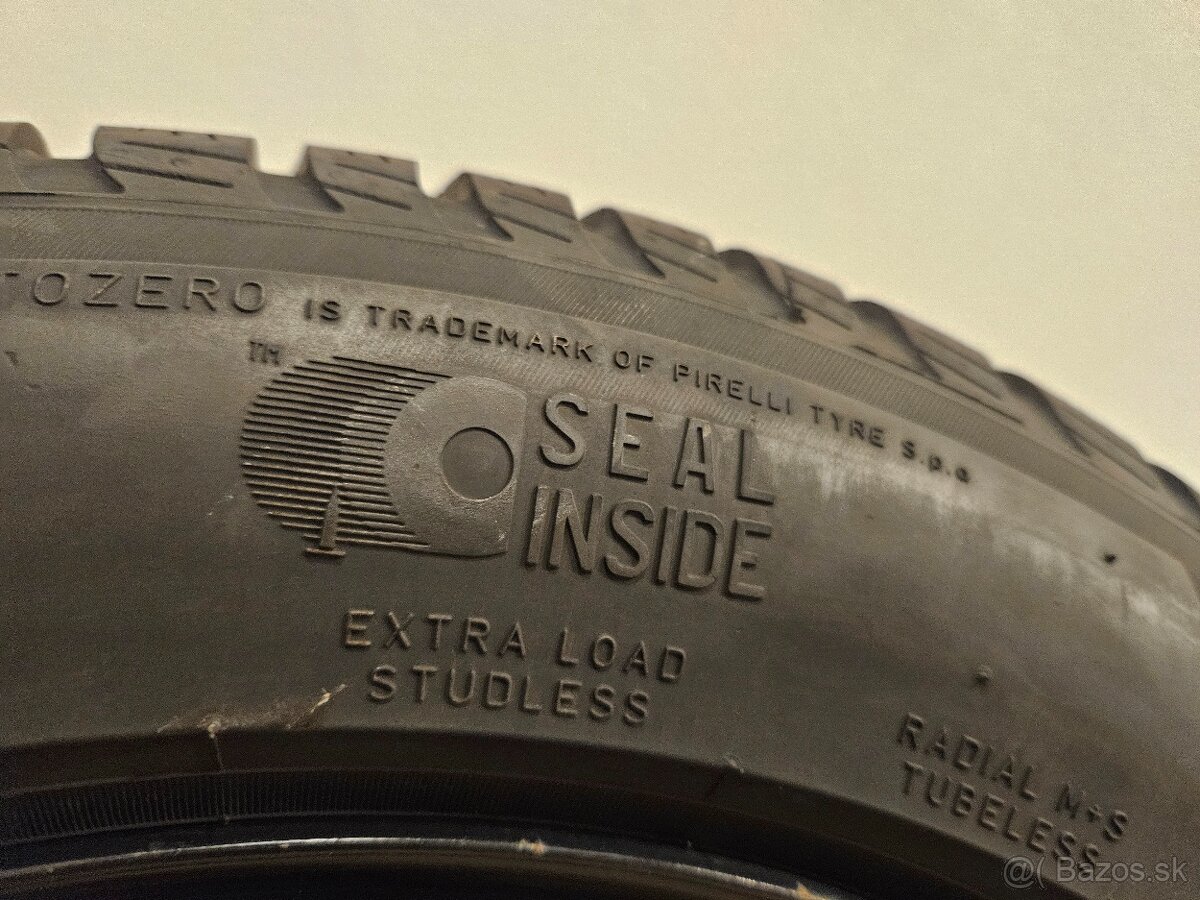 TOZERO IS TRADEMARK OF PIRELLI TYRE S.p.a
TM
SEAL
INSIDE
EXTRA LOAD
STUDLESS
RADIAL M+S
TUBELESS
@( Bazos.sk